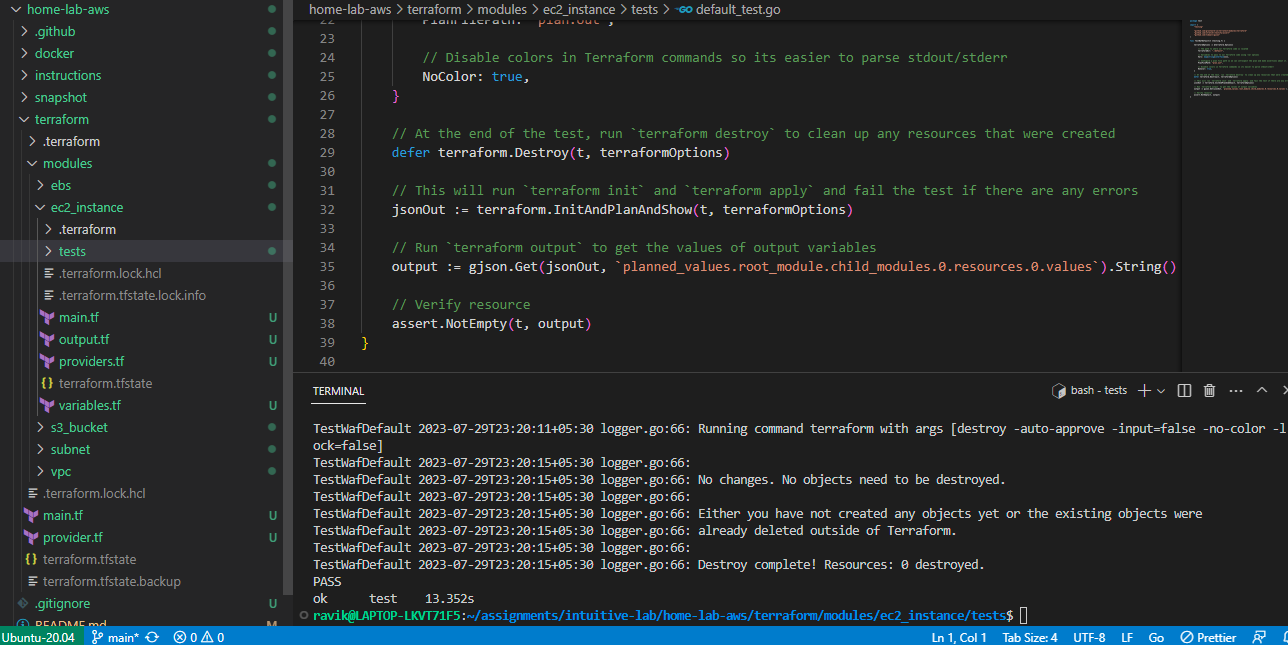 home-lab-aws
.github
docker
instructions
snapshot
terraform
.terraform
modules
ebs
ec2_instance
.terraform
tests
.terraform.lock.hcl
.terraform.tfstate.lock.info
main.tf U
output.tf U
providers.tf U
terraform.tfstate
variables.tf U
s3_bucket
subnet
vpc
.terraform.lock.hcl
main.tf U
provider.tf U
terraform.tfstate
terraform.tfstate.backup
.gitignore U
README.md M
home-lab-aws > terraform > modules > ec2_instance > tests > default_test.go
PlanFilePath: "plan.out",
23
24 // Disable colors in Terraform commands so its easier to parse stdout/stderr
25 NoColor: true,
26 }
27
28 // At the end of the test, run `terraform destroy` to clean up any resources that were created
29 defer terraform.Destroy(t, terraformOptions)
30
31 // This will run `terraform init` and `terraform apply` and fail the test if there are any errors
32 jsonOut := terraform.InitAndPlanAndShow(t, terraformOptions)
33
34 // Run `terraform output` to get the values of output variables
35 output := gjson.Get(jsonOut, `planned_values.root_module.child_modules.0.resources.0.values`).String()
36
37 // Verify resource
38 assert.NotEmpty(t, output)
39 }
40
TERMINAL
bash - tests
TestWafDefault 2023-07-29T23:20:11+05:30 logger.go:66: Running command terraform with args [destroy -auto-approve -input=false -no-color -l
ock=false]
TestWafDefault 2023-07-29T23:20:15+05:30 logger.go:66:
TestWafDefault 2023-07-29T23:20:15+05:30 logger.go:66: No changes. No objects need to be destroyed.
TestWafDefault 2023-07-29T23:20:15+05:30 logger.go:66:
TestWafDefault 2023-07-29T23:20:15+05:30 logger.go:66: Either you have not created any objects yet or the existing objects were
TestWafDefault 2023-07-29T23:20:15+05:30 logger.go:66: already deleted outside of Terraform.
TestWafDefault 2023-07-29T23:20:15+05:30 logger.go:66:
TestWafDefault 2023-07-29T23:20:15+05:30 logger.go:66: Destroy complete! Resources: 0 destroyed.
PASS
ok test 13.352s
ravik@LAPTOP-LKVT71F5:~/assignments/intuitive-lab/home-lab-aws/terraform/modules/ec2_instance/tests$
Ubuntu-20.04 main* 0 0 Ln 1, Col 1 Tab Size: 4 UTF-8 LF Go Prettier